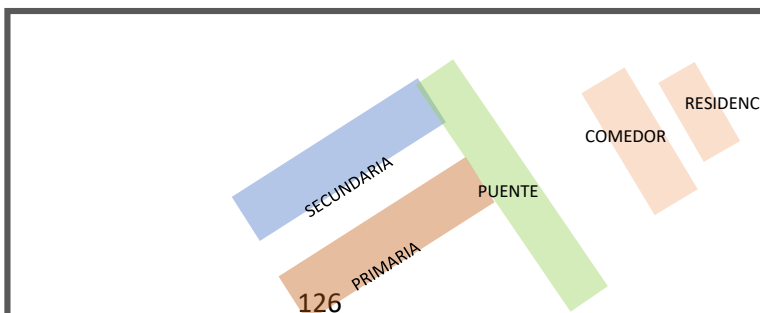 RESIDENC
COMEDOR
SECUNDARIA
PUENTE
PRIMARIA
126